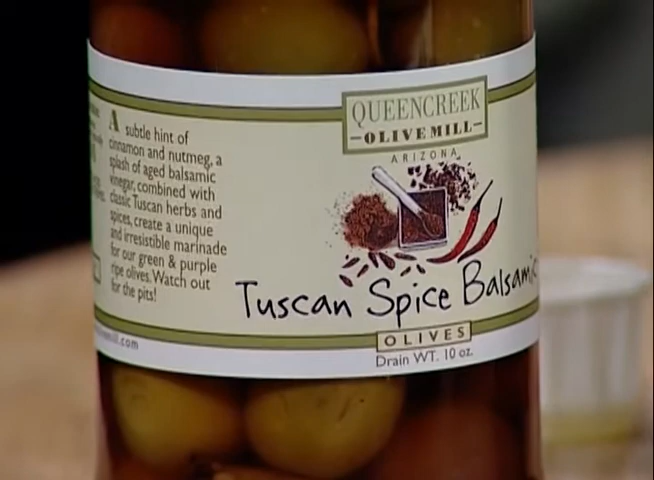 A subtle hint of
cinnamon and nutmeg, a
splash of aged balsamic
vinegar, combined with
classic Tuscan herbs and
spices, create a unique
and irresistible marinade
for our green & purple
ripe olives. Watch out
for the pits!
QUEENCREEK
OLIVE MILL
ARIZONA
Tuscan Spice Balsamic
OLIVES
Drain WT. 10 oz.